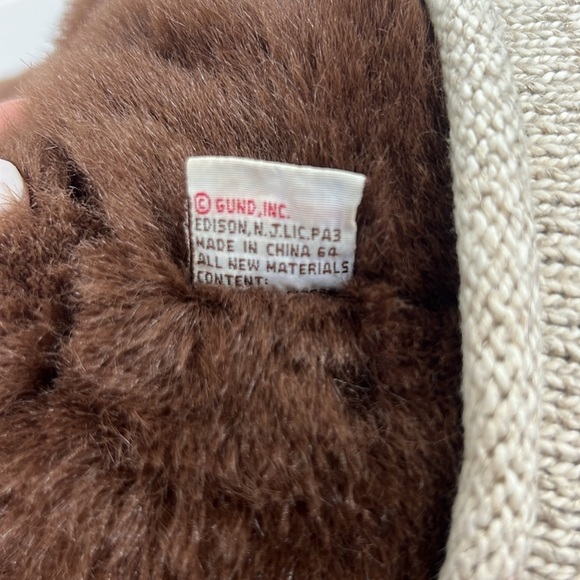 © GUND, INC.
EDISON, N.J. LIC. PA3
MADE IN CHINA 64
ALL NEW MATERIALS
CONTENT: